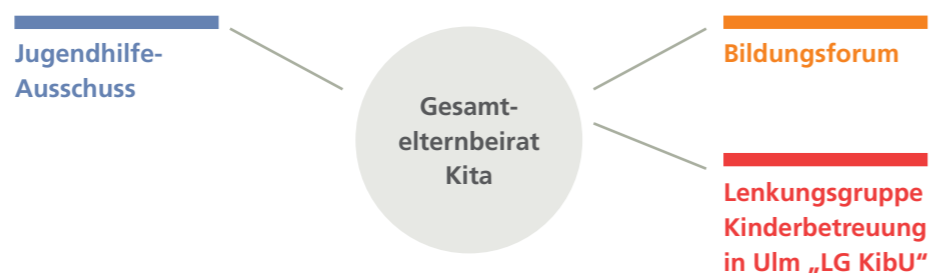 Jugendhilfe-
Ausschuss
Gesamt-
elternbeirat
Kita
Bildungsforum
Lenkungsgruppe
Kinderbetreuung
in Ulm „LG KibU“